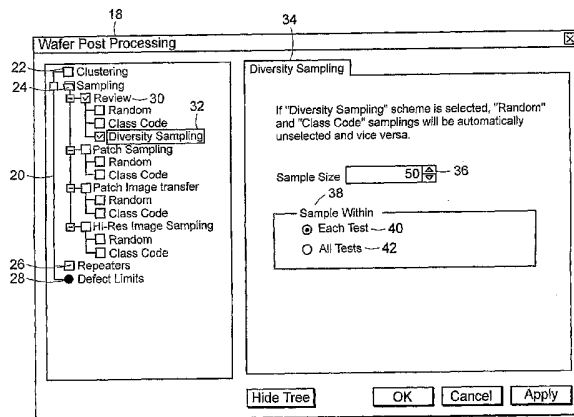 18
34
Wafer Post Processing
22 Clustering
24 Sampling
Review 30
Random 32
Class Code
Diversity Sampling
Patch Sampling
Random
Class Code
20 Patch Image transfer
Random
Class Code
Hi-Res Image Sampling
Random
Class Code
26 Repeaters
28 Defect Limits
Diversity Sampling
If "Diversity Sampling" scheme is selected, "Random"
and "Class Code" samplings will be automatically
unselected and vice versa.
Sample Size 50 36
38
Sample Within
Each Test 40
All Tests 42
Hide Tree OK Cancel Apply